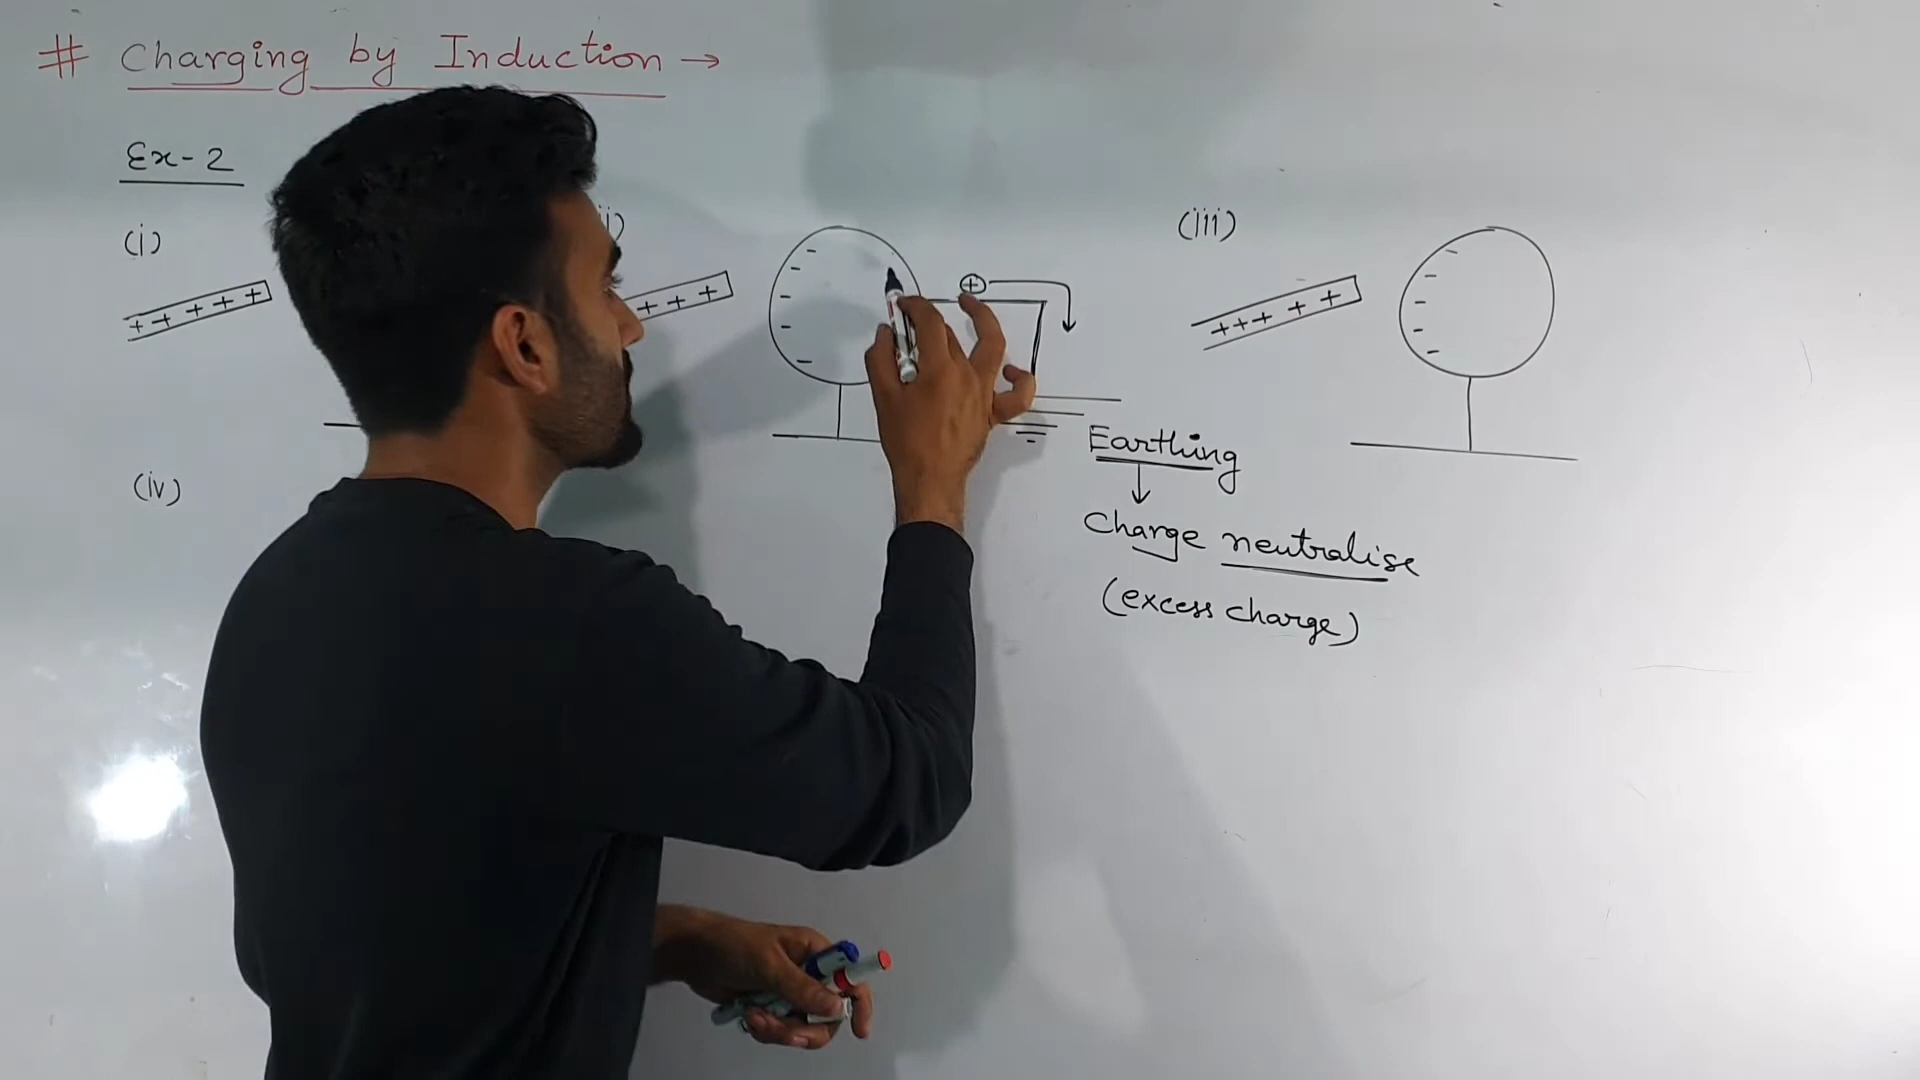 # Charging by Induction →
Ex-2
(i)
ii)
(iii)
+ + + + +
+ + +
- - - - -
+
+++ + +
- - - - -
Earthing
↓
Charge neutralise
(excess charge)
(iv)